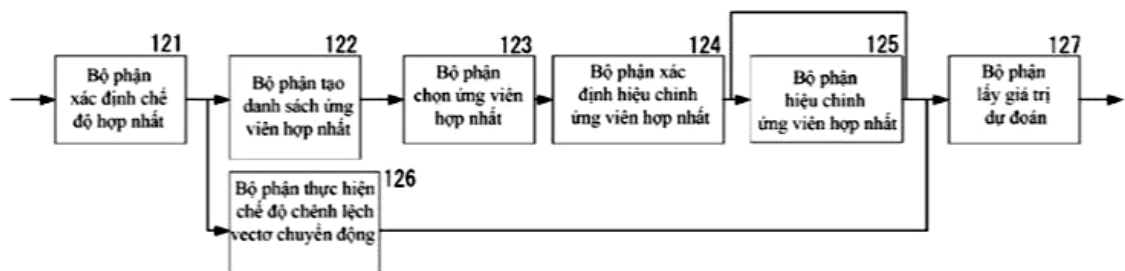 121
Bộ phận
xác định chế
độ hợp nhất
122
Bộ phận tạo
danh sách ứng
viên hợp nhất
123
Bộ phận
chọn ứng viên
hợp nhất
124
Bộ phận xác
định hiệu chỉnh
ứng viên hợp nhất
125
Bộ phận
hiệu chỉnh
ứng viên hợp nhất
127
Bộ phận
lấy giá trị
dự đoán
126
Bộ phận thực hiện
chế độ chênh lệch
vectơ chuyển động